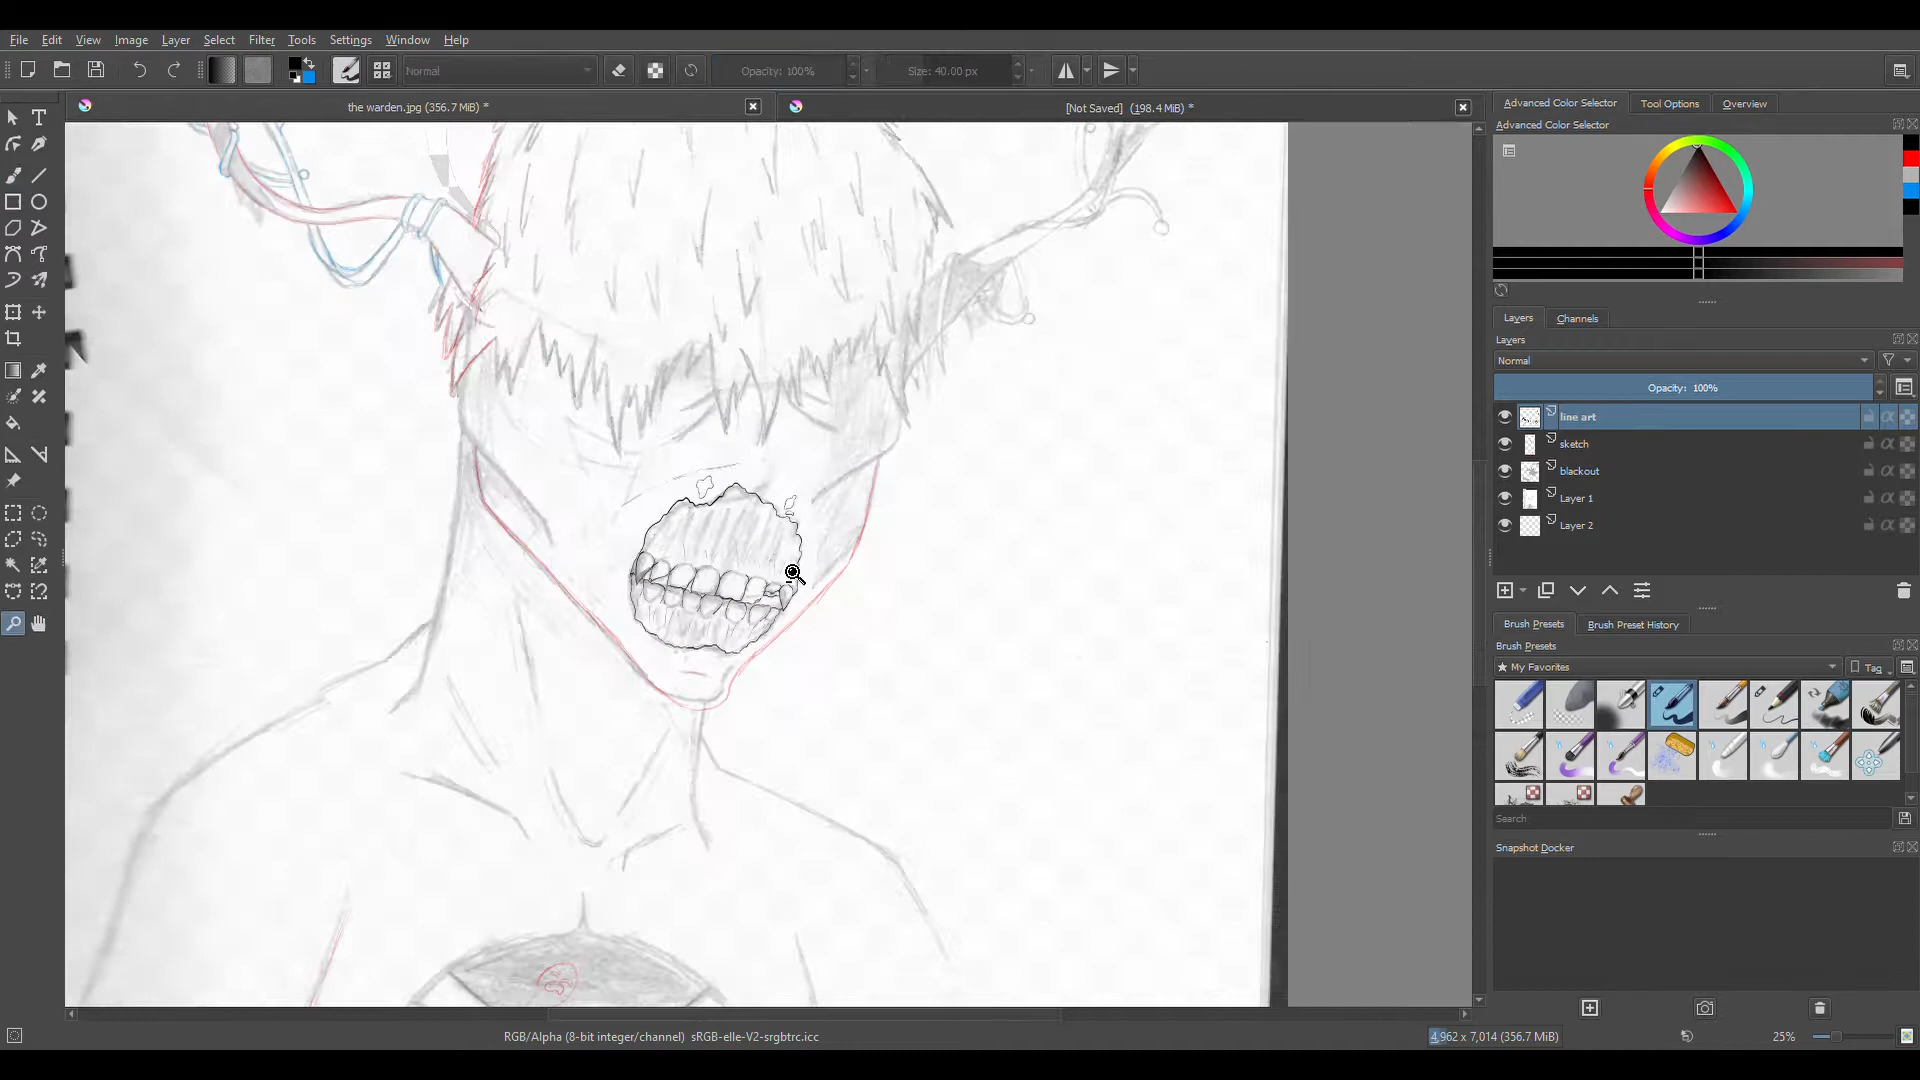 File Edit View Image Layer Select Filter Tools Settings Window Help
Normal Opacity: 100% Size: 40.00 px
the warden.jpg (356.7 MiB) *
[Not Saved] (198.4 MiB) *
Advanced Color Selector Tool Options Overview
Advanced Color Selector
Layers Channels
Layers
Normal
Opacity: 100%
line art
sketch
blackout
Layer 1
Layer 2
Brush Presets Brush Preset History
Brush Presets
★ My Favorites Tag
Search
Snapshot Docker
RGB/Alpha (8-bit integer/channel) sRGB-elle-V2-srgbtrc.icc
4,962 x 7,014 (356.7 MiB)
25%